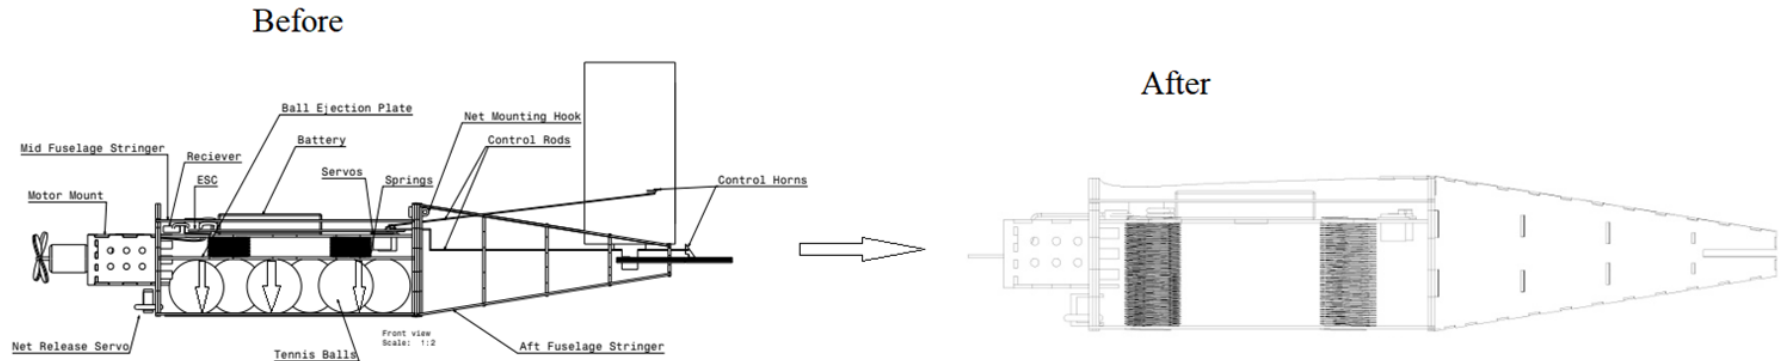 Before
After
Ball Ejection Plate
Net Mounting Hook
Battery
Control Rods
Mid Fuselage Stringer
Reciever
Servos
Springs
ESC
Control Horns
Motor Mount
Front view
Scale: 1:2
Net Release Servo
Tennis Balls
Aft Fuselage Stringer